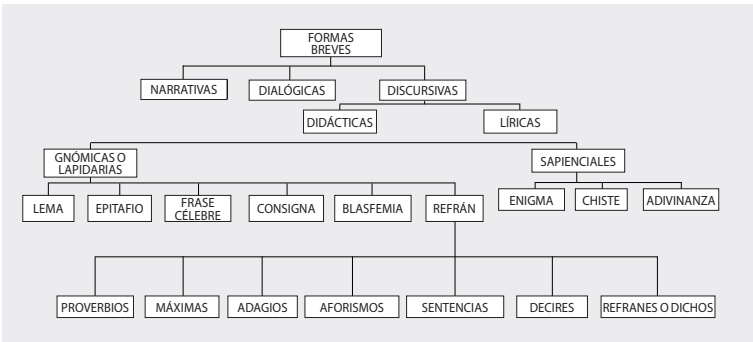 FORMAS
BREVES
NARRATIVAS
DIALÓGICAS
DISCURSIVAS
DIDÁCTICAS
LÍRICAS
GNÓMICAS O
LAPIDARIAS
SAPIENCIALES
LEMA
EPITAFIO
FRASE
CÉLEBRE
CONSIGNA
BLASFEMIA
REFRÁN
ENIGMA
CHISTE
ADIVINANZA
PROVERBIOS
MÁXIMAS
ADAGIOS
AFORISMOS
SENTENCIAS
DECIRES
REFRANES O DICHOS